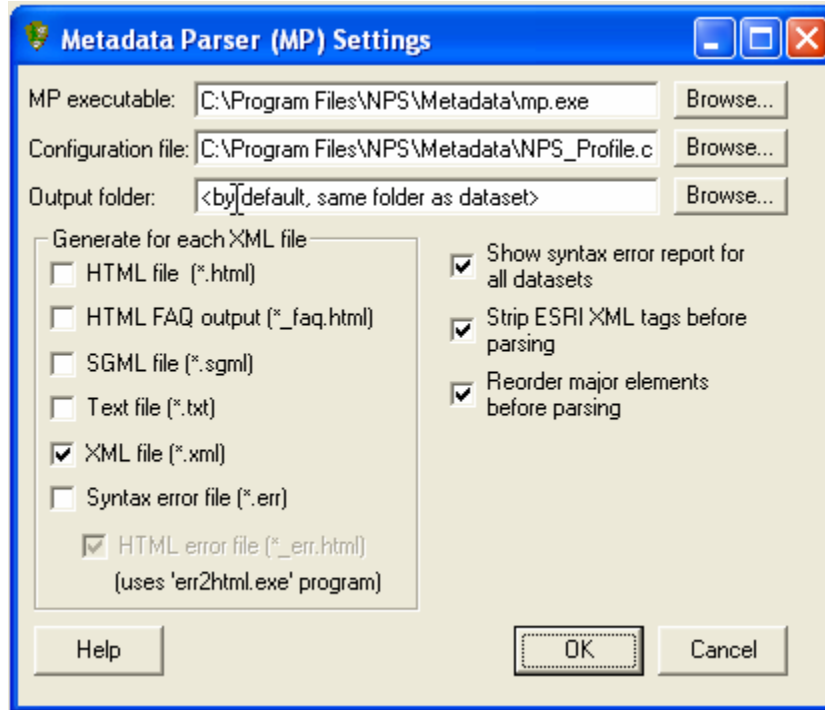 Metadata Parser (MP) Settings
MP executable: C:\Program Files\NPS\Metadata\mp.exe Browse...
Configuration file: C:\Program Files\NPS\Metadata\NPS_Profile.c Browse...
Output folder: <by default, same folder as dataset> Browse...
Generate for each XML file
HTML file (*.html)
HTML FAQ output (*_faq.html)
SGML file (*.sgml)
Text file (*.txt)
XML file (*.xml)
Syntax error file (*.err)
HTML error file (*_err.html)
(uses 'err2html.exe' program)
Show syntax error report for
all datasets
Strip ESRI XML tags before
parsing
Reorder major elements
before parsing
Help OK Cancel